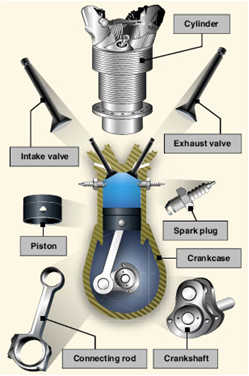 Cylinder
Intake valve
Exhaust valve
Piston
Spark plug
Crankcase
Connecting rod
Crankshaft